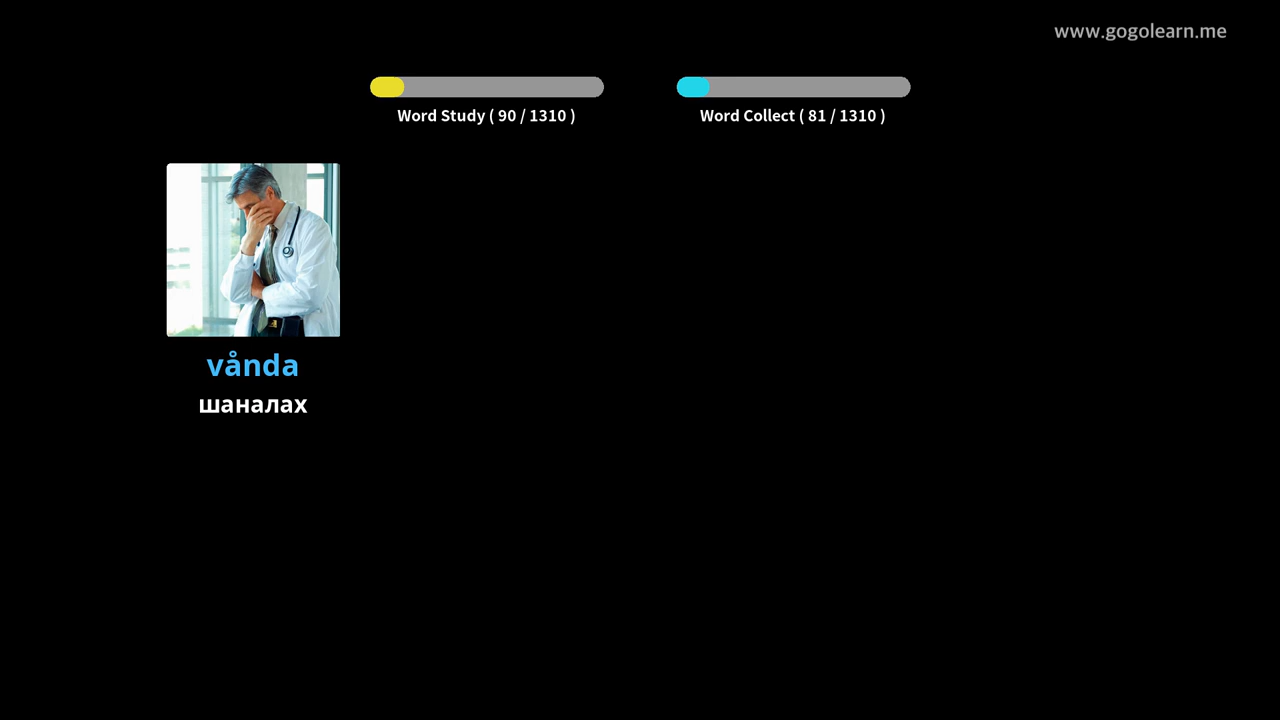 www.gogolearn.me
Word Study ( 90 / 1310 )
Word Collect ( 81 / 1310 )
vånda
шаналах